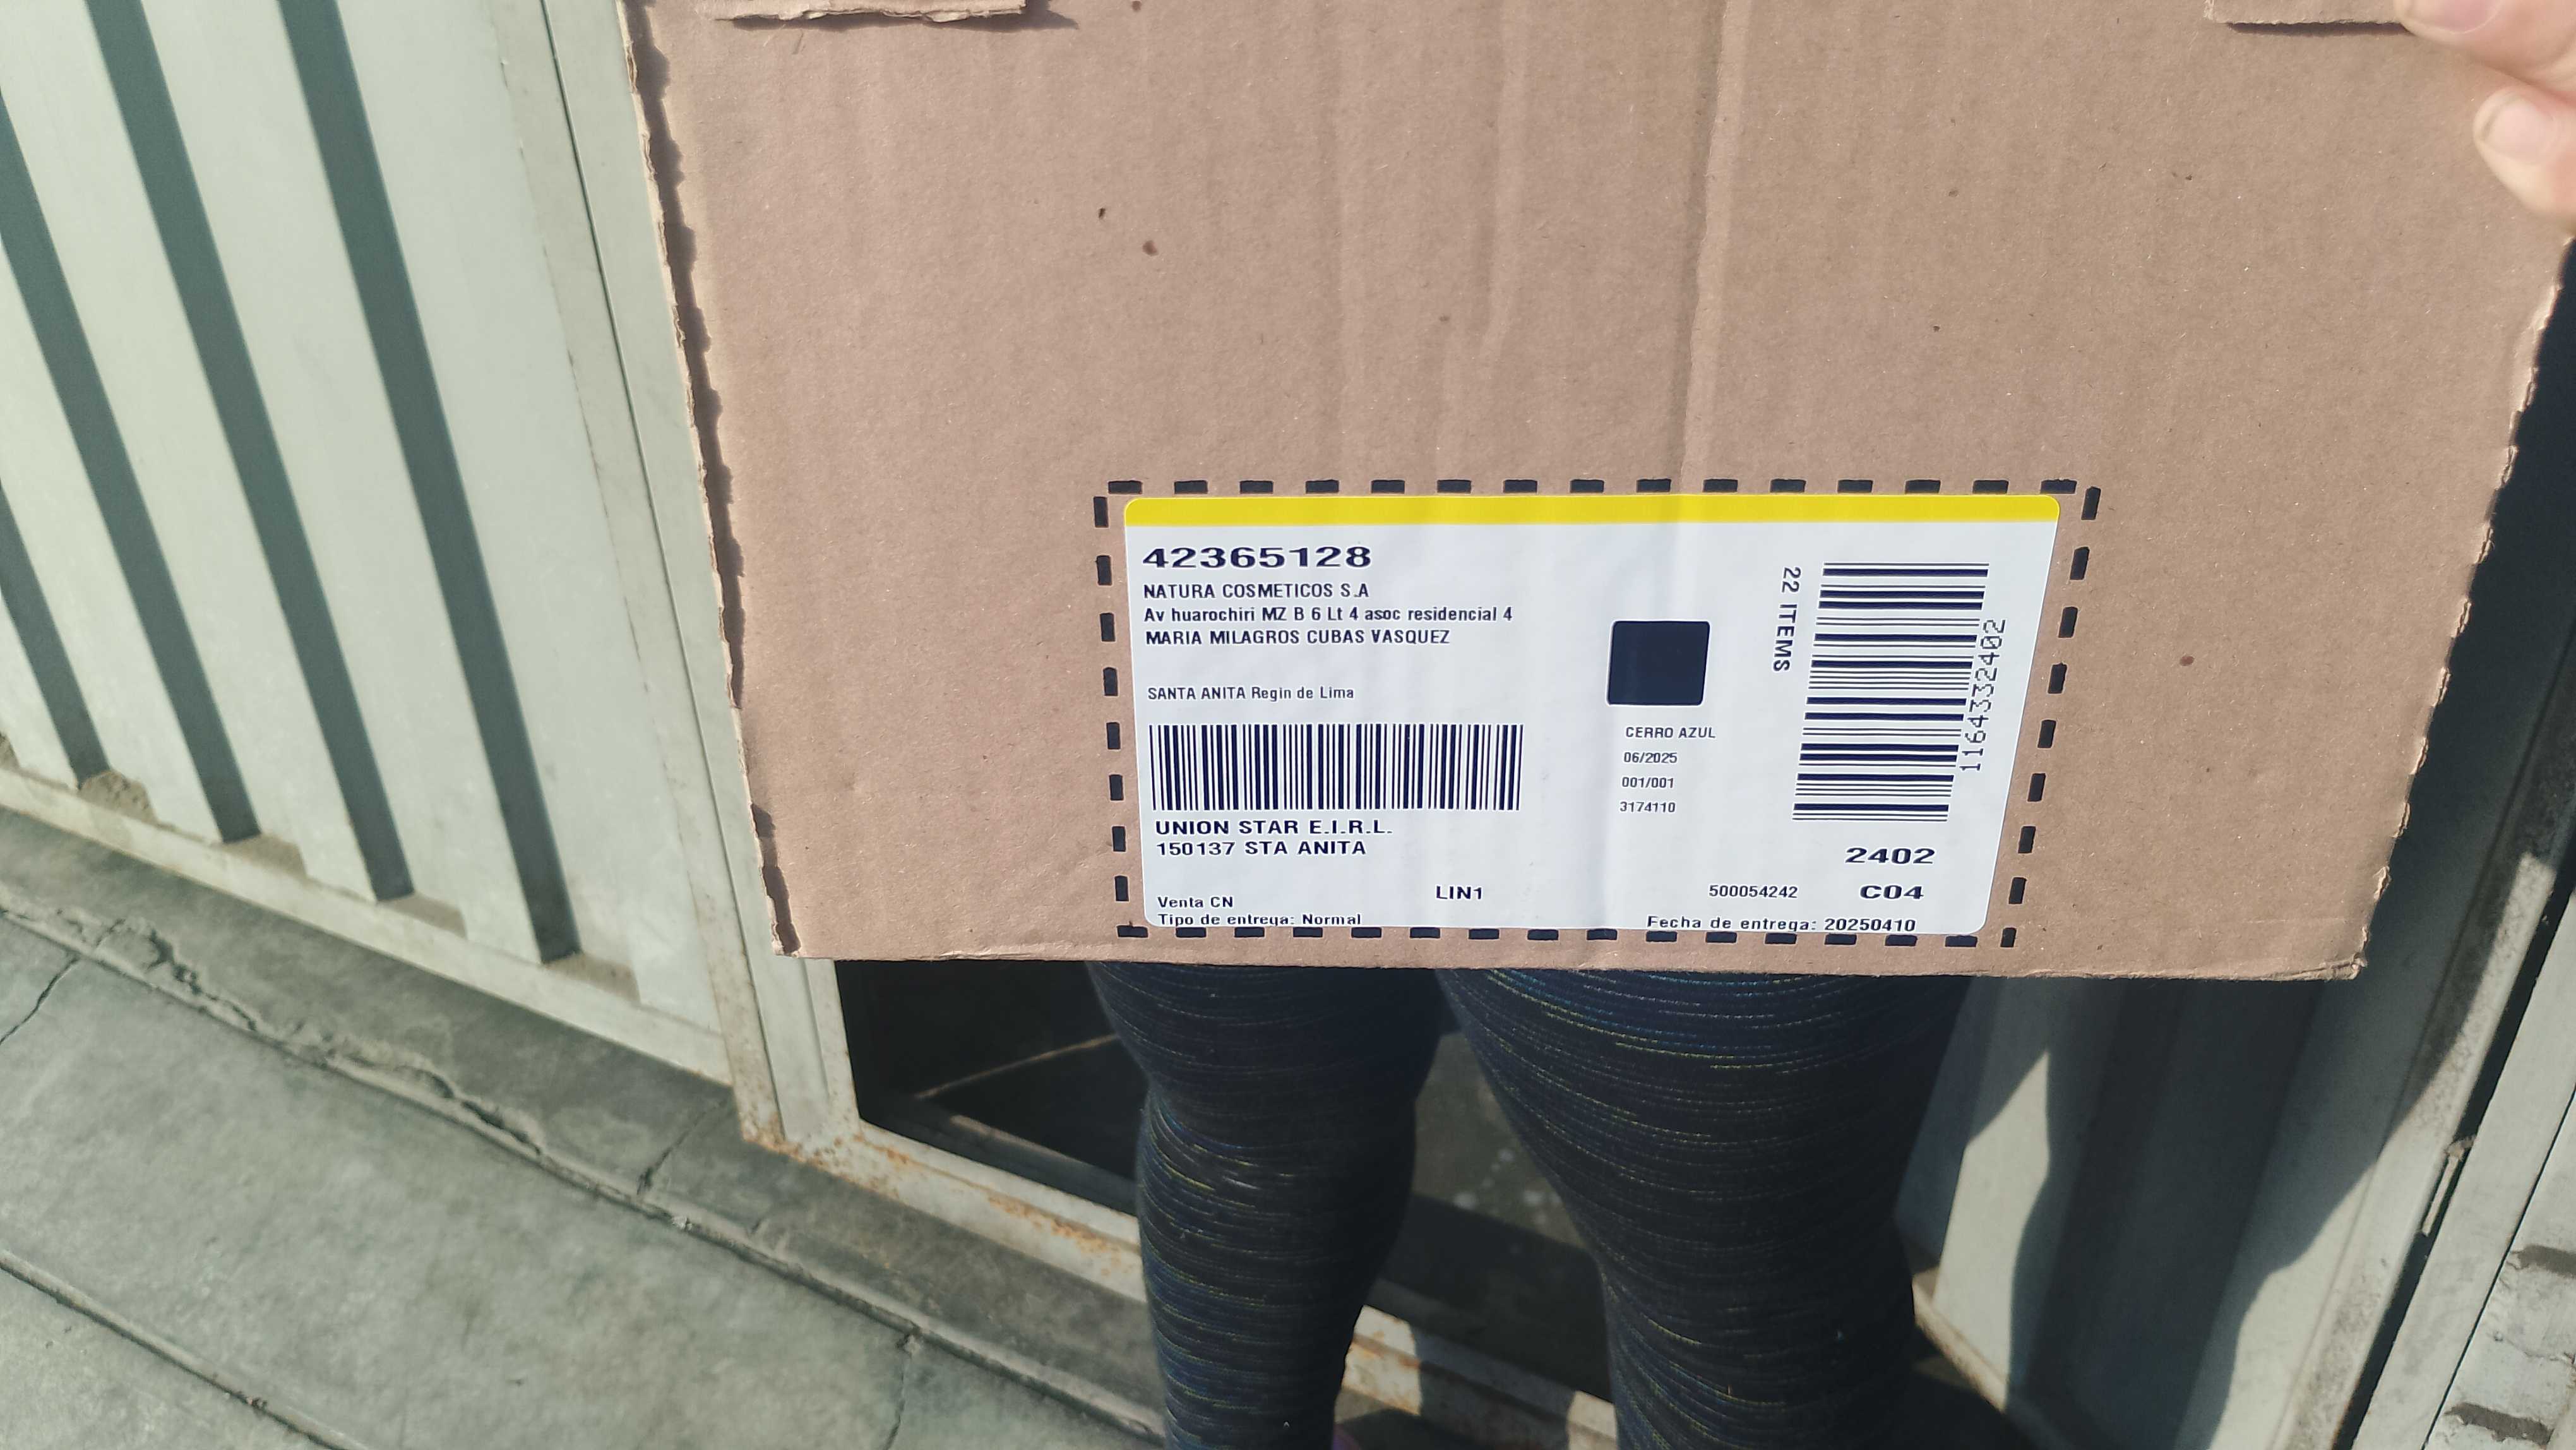 42365128
NATURA COSMETICOS S.A
Av huarochiri MZ B 6 Lt 4 asoc residencial 4
MARIA MILAGROS CUBAS VASQUEZ
SANTA ANITA Regin de Lima
UNION STAR E.I.R.L.
150137 STA ANITA
Venta CN
Tipo de entrega: Normal
LIN1
CERRO AZUL
06/2025
001/001
3174110
22 ITEMS
1164332402
2402
500054242
C04
Fecha de entrega: 20250410